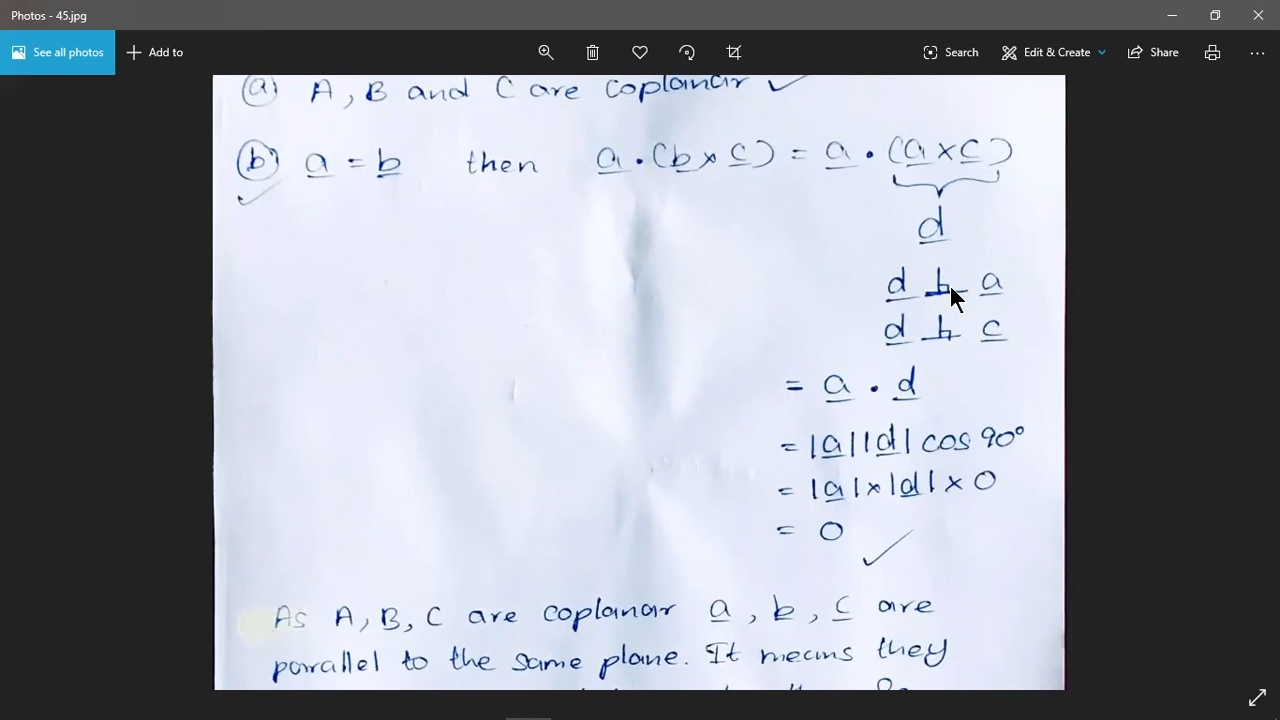 Photos - 45.jpg
See all photos
Add to
Search
Edit & Create
Share
(a) A, B and C are coplanar ✓
(b) a = b then a · (b × c) = a · (a × c)
d
d ⊥ a
d ⊥ c
= a · d
= |a||d| cos 90°
= |a| × |d| × 0
= 0 ✓
As A, B, C are coplanar a, b, c are
parallel to the same plane. It means they